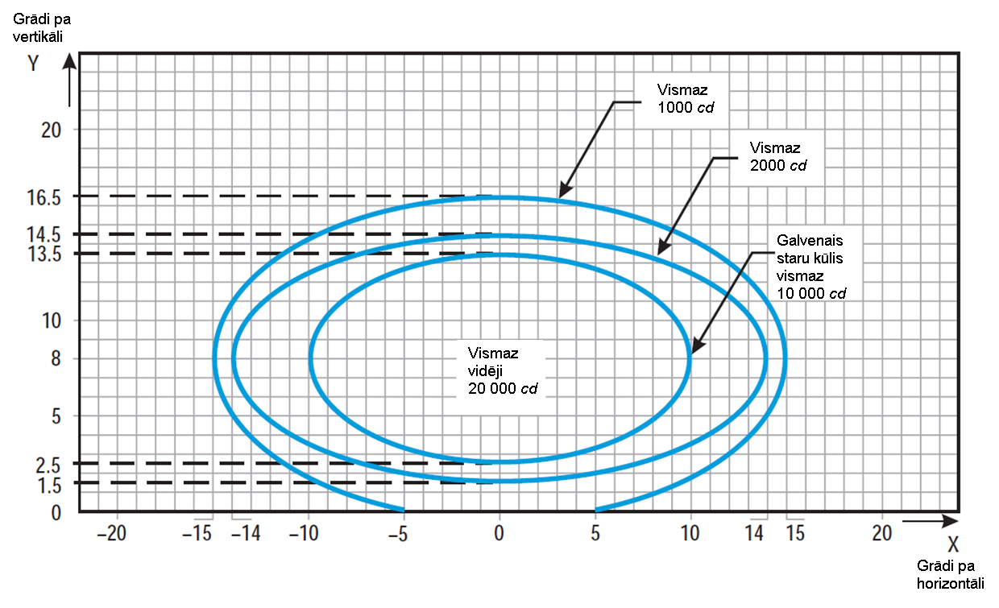 Grādi pa
vertikāli
Y
Vismaz
1000 cd
20
Vismaz
2000 cd
16.5
14.5
13.5
Galvenais
staru kūlis
vismaz
10 000 cd
10
8
Vismaz
vidēji
20 000 cd
5
2.5
1.5
0
–20 –15 –14 –10 –5 0 5 10 14 15 20
X
Grādi pa
horizontāli